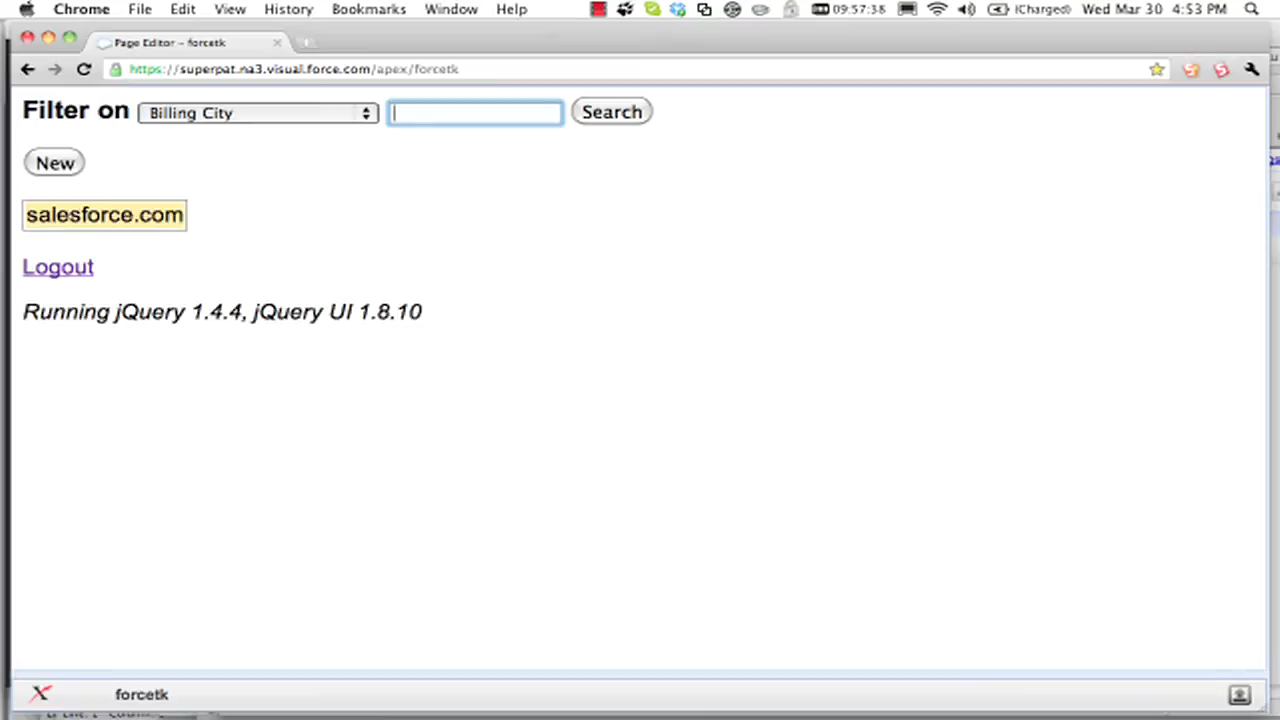 Chrome File Edit View History Bookmarks Window Help 09:57:38 (Charged) Wed Mar 30 4:53 PM
Page Editor – forcetk
https://superpat.na3.visual.force.com/apex/forcetk
Filter on Billing City Search
New
salesforce.com
Logout
Running jQuery 1.4.4, jQuery UI 1.8.10
forcetk